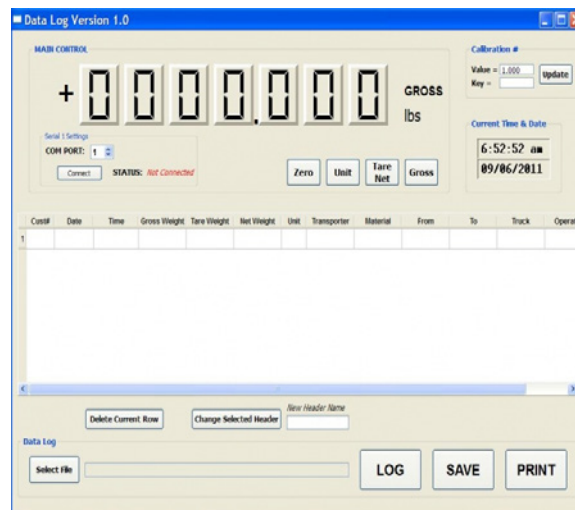 Data Log Version 1.0
MAIN CONTROL
+ 0000.000 GROSS
lbs
Calibration #
Value = 1.000
Key =
Update
Current Time & Date
6:52:52 am
09/06/2011
Serial 1 Settings
COM PORT: 1
Connect STATUS: Not Connected
Zero Unit Tare Net Gross
Cust# Date Time Gross Weight Tare Weight Net Weight Unit Transporter Material From To Truck Operat
1
Delete Current Row Change Selected Header New Header Name
Data Log
Select File LOG SAVE PRINT